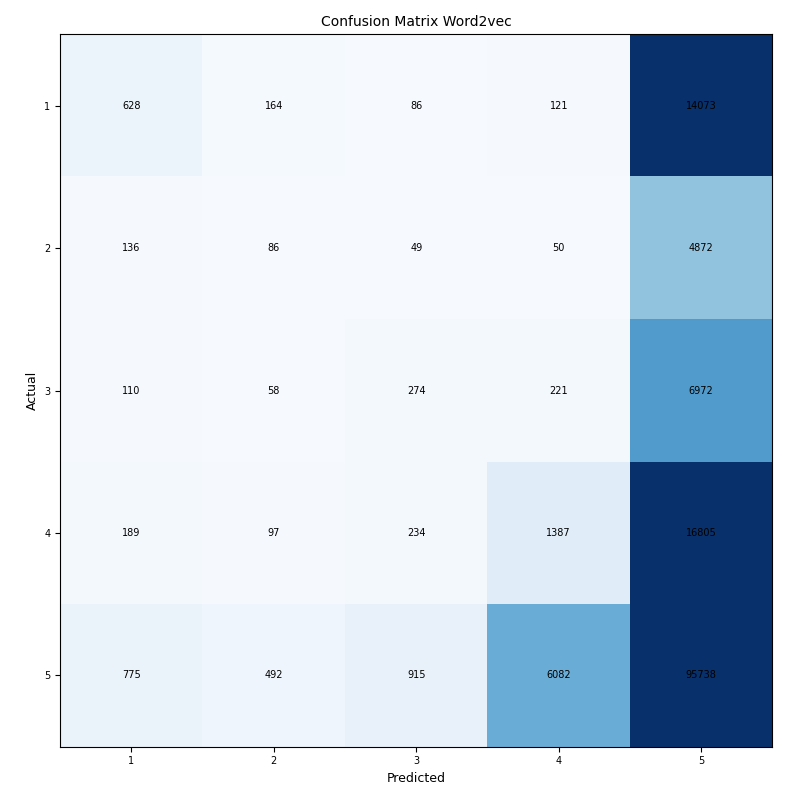 Confusion Matrix Word2vec
1 628 164 86 121 14073
2 136 86 49 50 4872
3 110 58 274 221 6972
4 189 97 234 1387 16805
5 775 492 915 6082 95738
1 2 3 4 5
Actual
Predicted